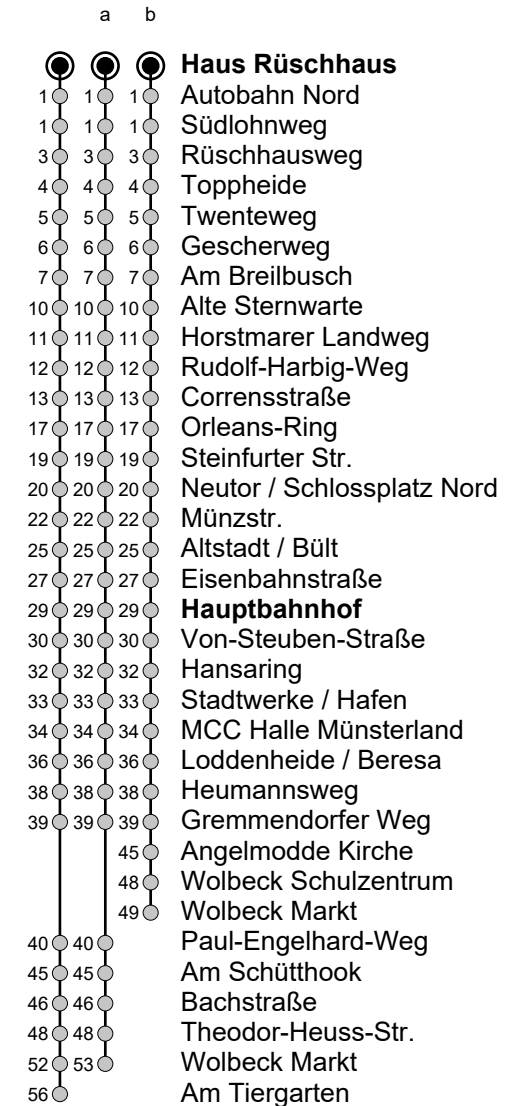 a b
Haus Rüschhaus
1 1 1 Autobahn Nord
1 1 1 Südlohnweg
3 3 3 Rüschhausweg
4 4 4 Toppheide
5 5 5 Twenteweg
6 6 6 Gescherweg
7 7 7 Am Breilbusch
10 10 10 Alte Sternwarte
11 11 11 Horstmarer Landweg
12 12 12 Rudolf-Harbig-Weg
13 13 13 Corrensstraße
17 17 17 Orleans-Ring
19 19 19 Steinfurter Str.
20 20 20 Neutor / Schlossplatz Nord
22 22 22 Münzstr.
25 25 25 Altstadt / Bült
27 27 27 Eisenbahnstraße
29 29 29 Hauptbahnhof
30 30 30 Von-Steuben-Straße
32 32 32 Hansaring
33 33 33 Stadtwerke / Hafen
34 34 34 MCC Halle Münsterland
36 36 36 Loddenheide / Beresa
38 38 38 Heumannsweg
39 39 39 Gremmendorfer Weg
45 Angelmodde Kirche
48 Wolbeck Schulzentrum
49 Wolbeck Markt
40 40 Paul-Engelhard-Weg
45 45 Am Schütthook
46 46 Bachstraße
48 48 Theodor-Heuss-Str.
52 53 Wolbeck Markt
56 Am Tiergarten